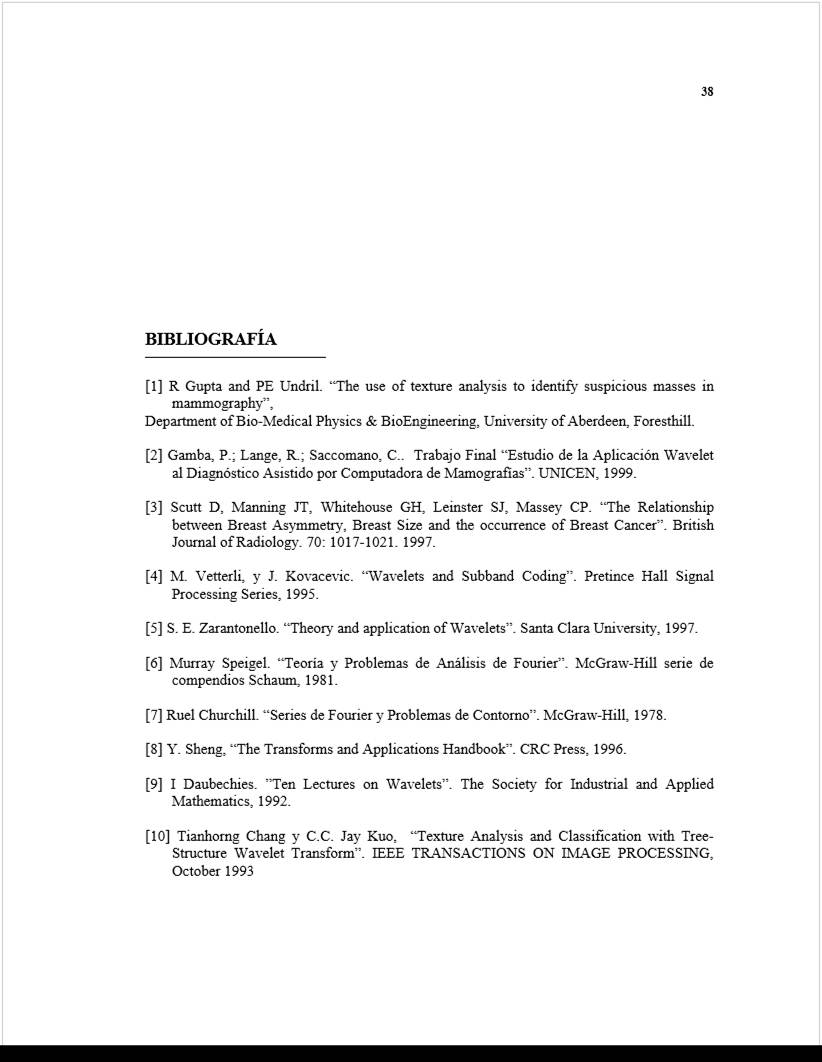 38
BIBLIOGRAFÍA
[1] R Gupta and PE Undril. “The use of texture analysis to identify suspicious masses in
mammography”,
Department of Bio-Medical Physics & BioEngineering, University of Aberdeen, Foresthill.
[2] Gamba, P.; Lange, R.; Saccomano, C.. Trabajo Final “Estudio de la Aplicación Wavelet
al Diagnóstico Asistido por Computadora de Mamografías”. UNICEN, 1999.
[3] Scutt D, Manning JT, Whitehouse GH, Leinster SJ, Massey CP. “The Relationship
between Breast Asymmetry, Breast Size and the occurrence of Breast Cancer”. British
Journal of Radiology. 70: 1017-1021. 1997.
[4] M. Vetterli, y J. Kovacevic. “Wavelets and Subband Coding”. Pretince Hall Signal
Processing Series, 1995.
[5] S. E. Zarantonello. “Theory and application of Wavelets”. Santa Clara University, 1997.
[6] Murray Speigel. “Teoría y Problemas de Análisis de Fourier”. McGraw-Hill serie de
compendios Schaum, 1981.
[7] Ruel Churchill. “Series de Fourier y Problemas de Contorno”. McGraw-Hill, 1978.
[8] Y. Sheng, “The Transforms and Applications Handbook”. CRC Press, 1996.
[9] I Daubechies. ”Ten Lectures on Wavelets”. The Society for Industrial and Applied
Mathematics, 1992.
[10] Tianhorng Chang y C.C. Jay Kuo, “Texture Analysis and Classification with Tree-
Structure Wavelet Transform”. IEEE TRANSACTIONS ON IMAGE PROCESSING,
October 1993